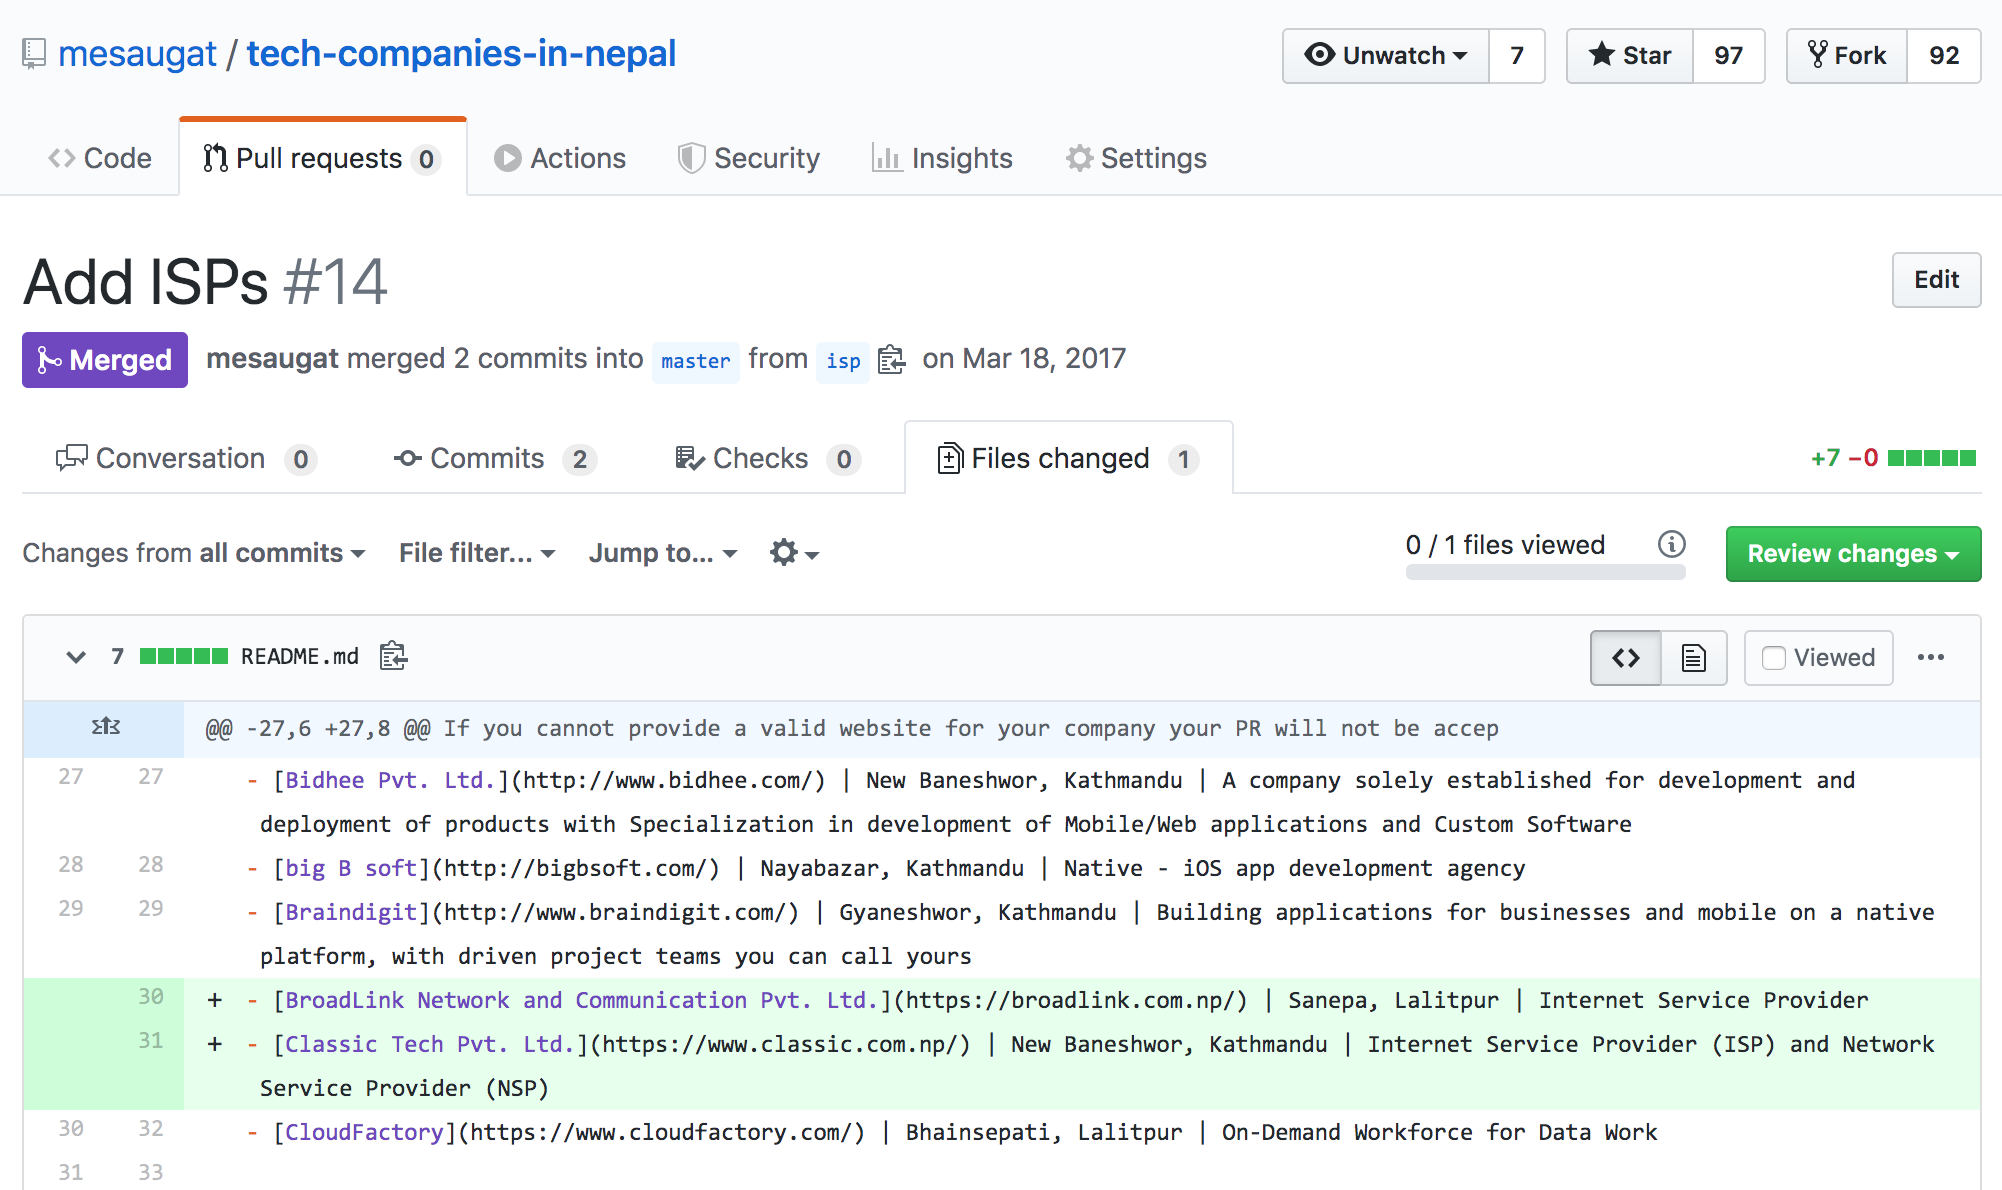 mesaugat / tech-companies-in-nepal
Unwatch 7
Star 97
Fork 92
Code
Pull requests 0
Actions
Security
Insights
Settings
Add ISPs #14
Edit
Merged mesaugat merged 2 commits into master from isp on Mar 18, 2017
Conversation 0
Commits 2
Checks 0
Files changed 1
+7 −0
Changes from all commits
File filter...
Jump to...
0 / 1 files viewed
Review changes
7 README.md
Viewed
@@ -27,6 +27,8 @@ If you cannot provide a valid website for your company your PR will not be accep
27 27 - [Bidhee Pvt. Ltd.](http://www.bidhee.com/) | New Baneshwor, Kathmandu | A company solely established for development and
deployment of products with Specialization in development of Mobile/Web applications and Custom Software
28 28 - [big B soft](http://bigbsoft.com/) | Nayabazar, Kathmandu | Native - iOS app development agency
29 29 - [Braindigit](http://www.braindigit.com/) | Gyaneshwor, Kathmandu | Building applications for businesses and mobile on a native
platform, with driven project teams you can call yours
30 + - [BroadLink Network and Communication Pvt. Ltd.](https://broadlink.com.np/) | Sanepa, Lalitpur | Internet Service Provider
31 + - [Classic Tech Pvt. Ltd.](https://www.classic.com.np/) | New Baneshwor, Kathmandu | Internet Service Provider (ISP) and Network
Service Provider (NSP)
30 32 - [CloudFactory](https://www.cloudfactory.com/) | Bhainsepati, Lalitpur | On-Demand Workforce for Data Work
31 33